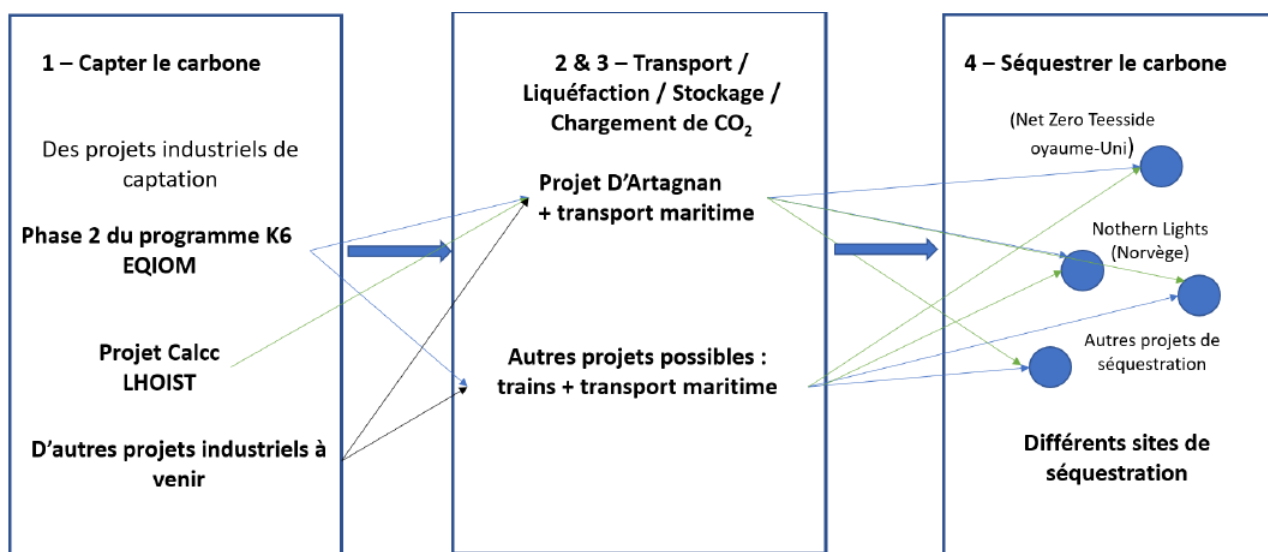 1 – Capter le carbone
Des projets industriels de
captation
Phase 2 du programme K6
EQIOM
Projet Calcc
LHOIST
D’autres projets industriels à
venir
2 & 3 – Transport /
Liquéfaction / Stockage /
Chargement de CO₂
Projet D’Artagnan
+ transport maritime
Autres projets possibles :
trains + transport maritime
4 – Séquestrer le carbone
(Net Zero Teesside
oyaume-Uni)
Nothern Lights
(Norvège)
Autres projets de
séquestration
Différents sites de
séquestration